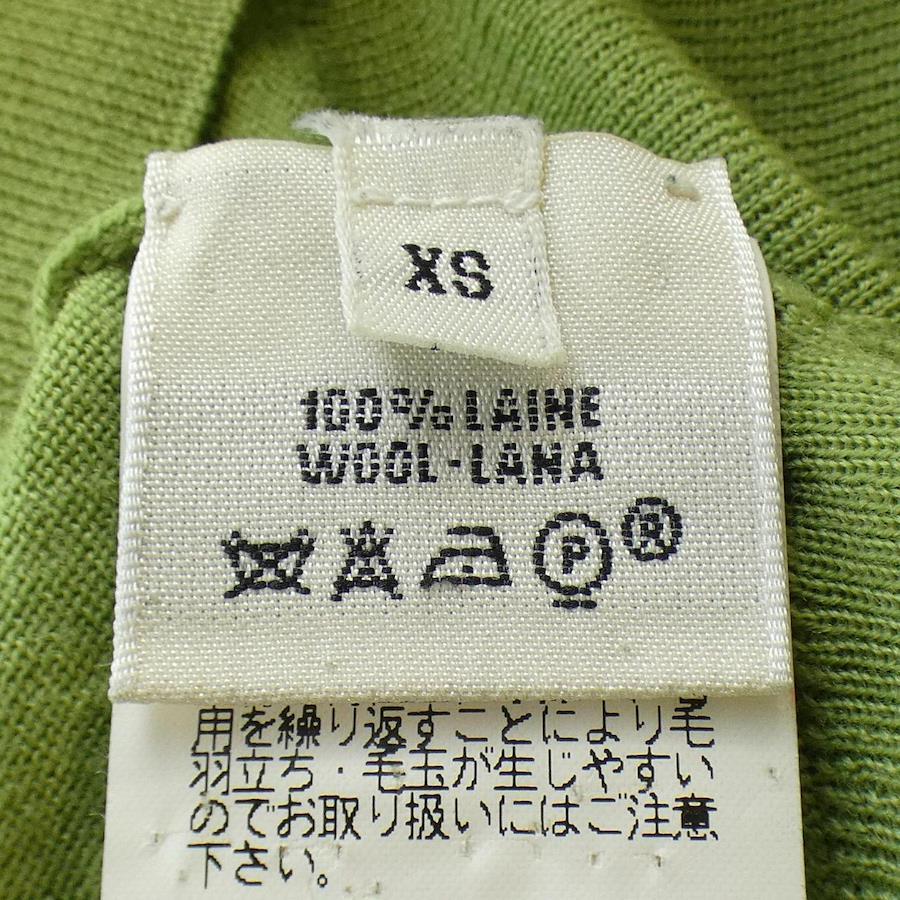 XS
100% LAINE
WOOL-LANA
P
R
用を繰り返すことにより毛
羽立ち・毛玉が生じやすい
のでお取り扱いにはご注意
下さい。